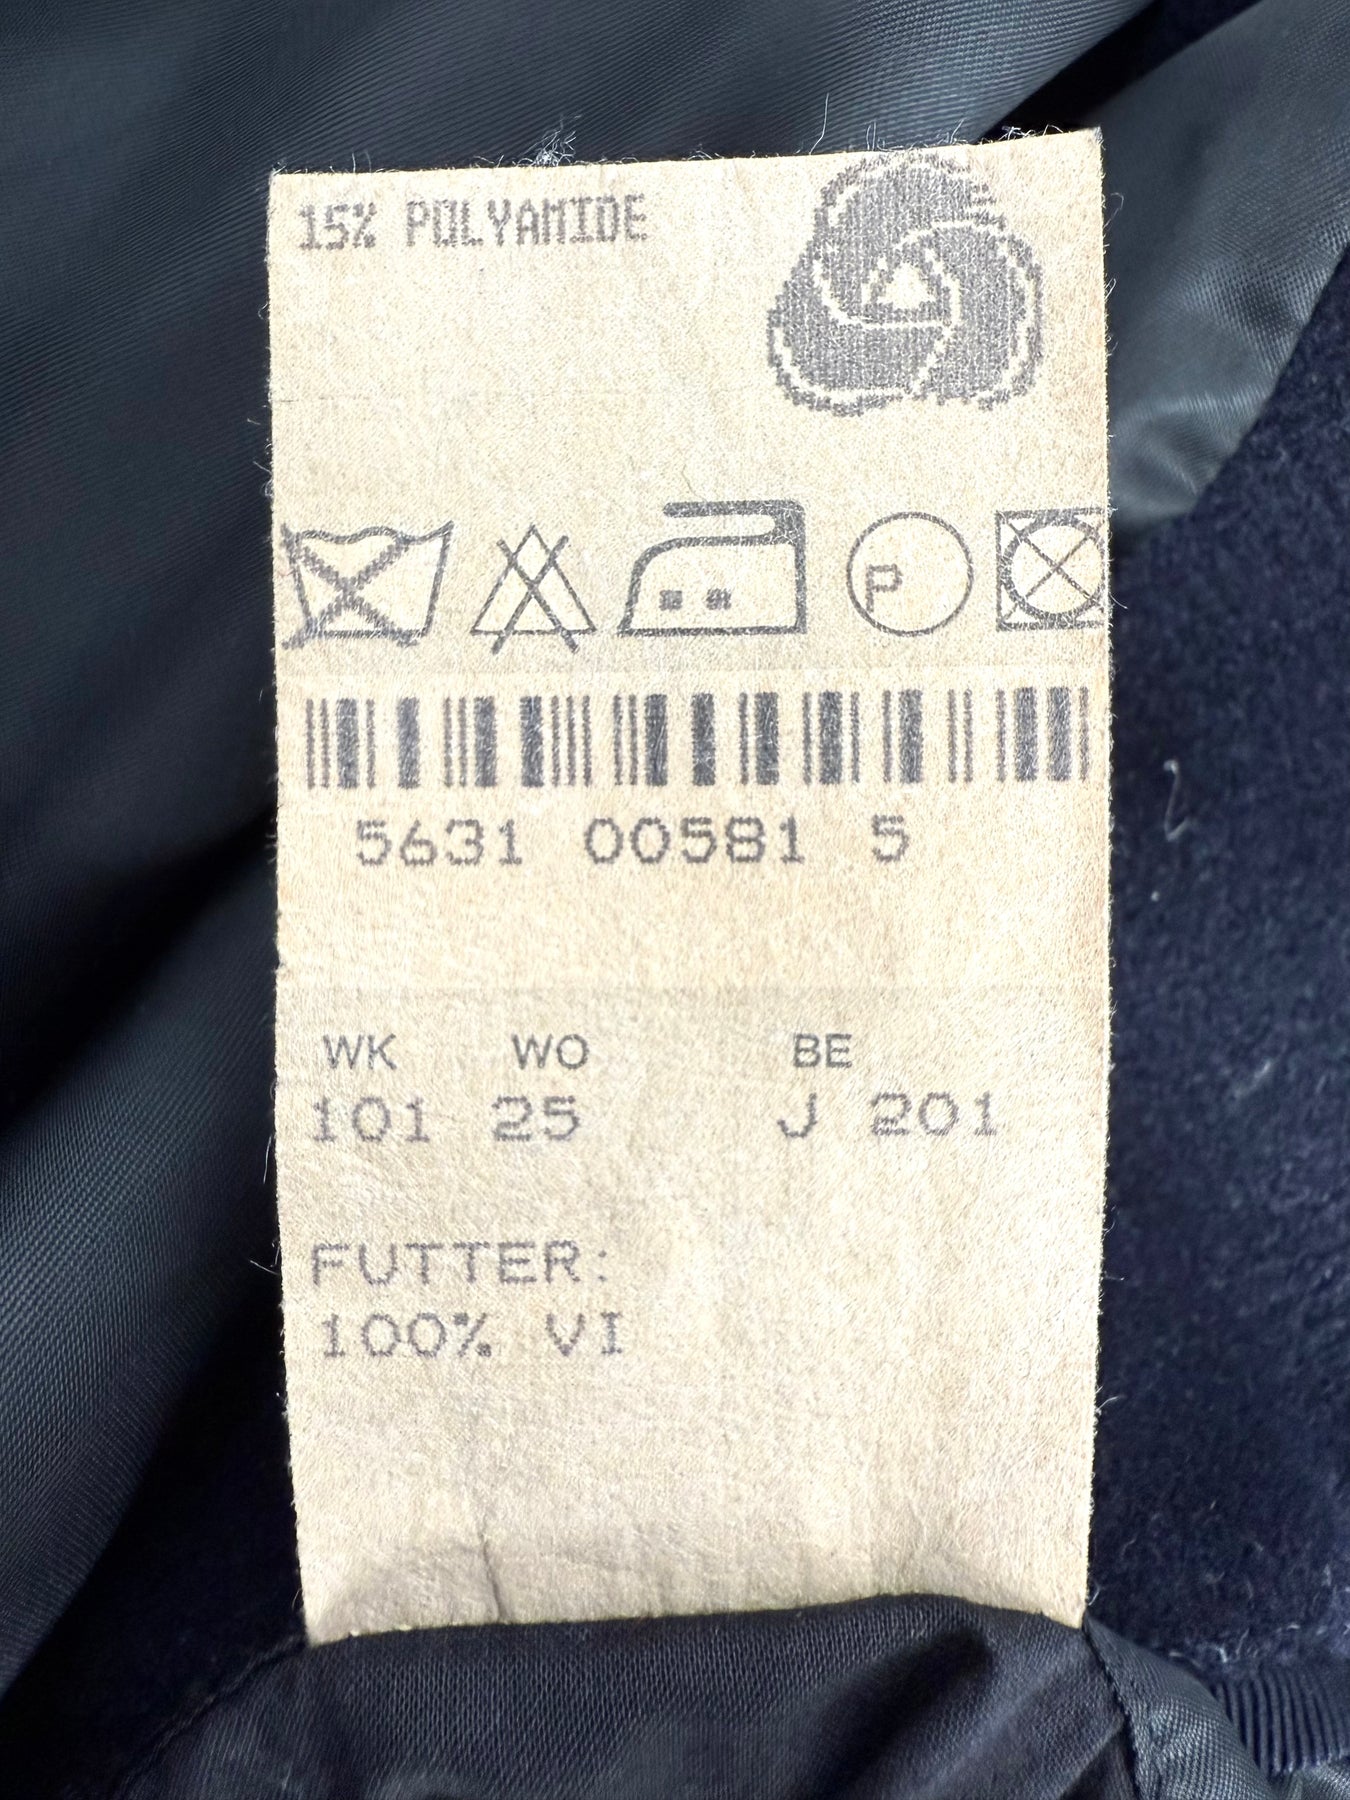 15% POLYAMIDE
P
5631 00581 5
WK WO BE
101 25 J 201
FUTTER:
100% VI